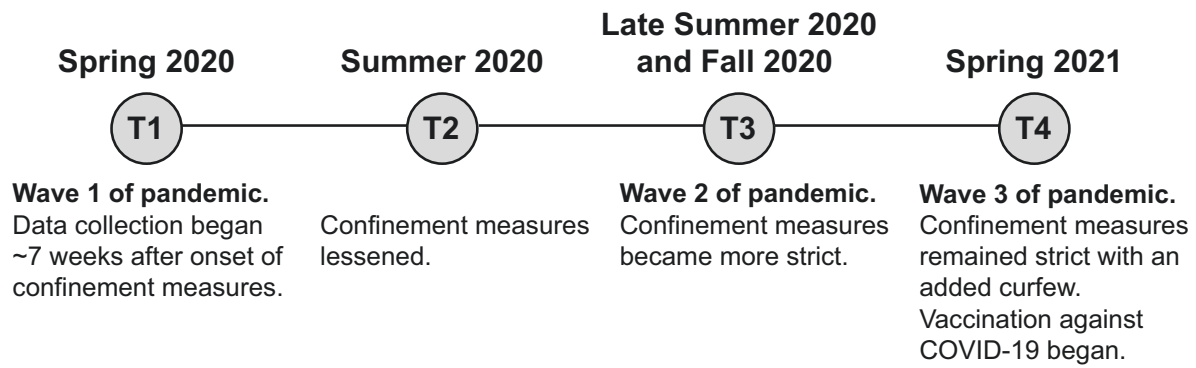 Spring 2020
Summer 2020
Late Summer 2020
and Fall 2020
Spring 2021
T1
T2
T3
T4
Wave 1 of pandemic.
Data collection began
~7 weeks after onset of
confinement measures.
Confinement measures
lessened.
Wave 2 of pandemic.
Confinement measures
became more strict.
Wave 3 of pandemic.
Confinement measures
remained strict with an
added curfew.
Vaccination against
COVID-19 began.